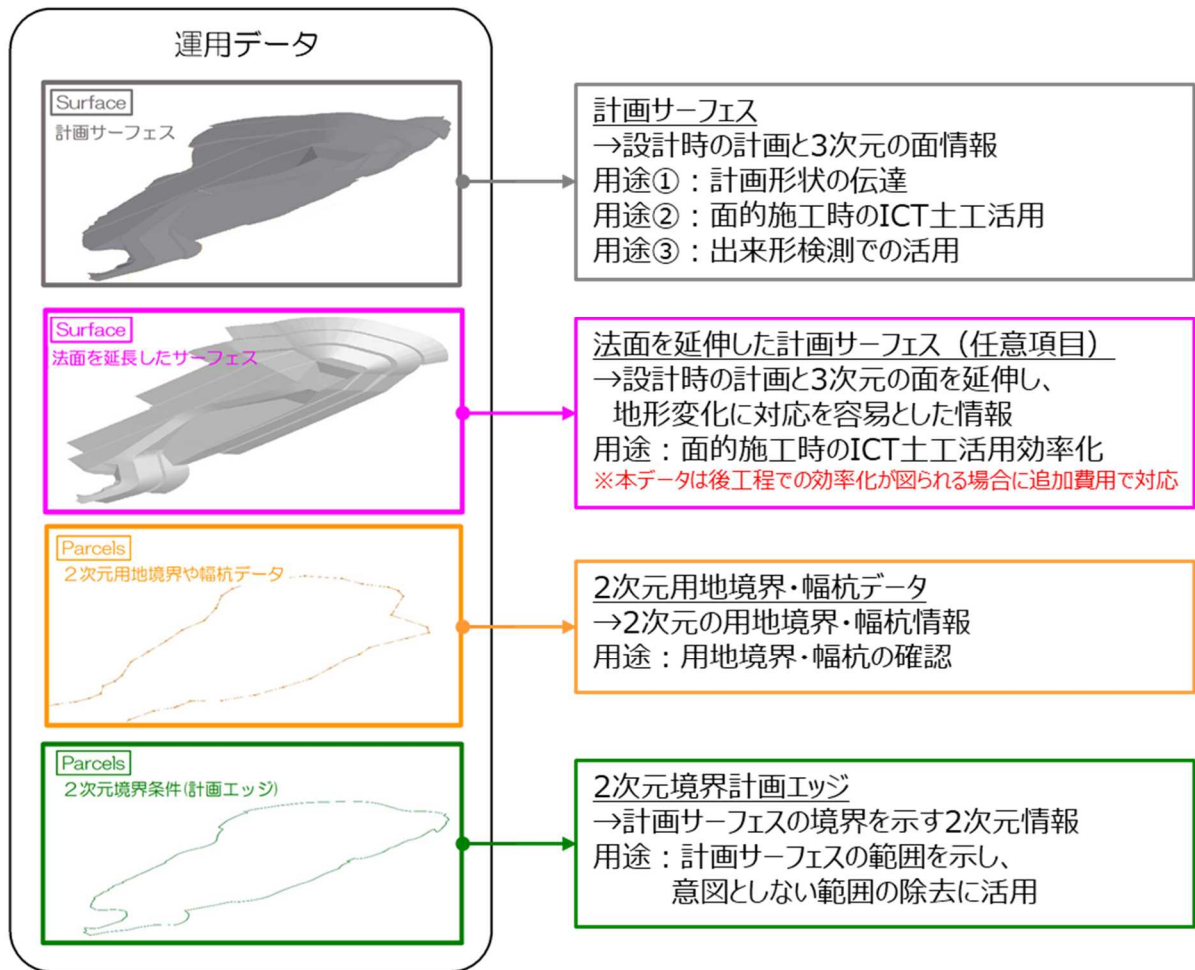 運用データ
Surface
計画サーフェス
計画サーフェス
→設計時の計画と3次元の面情報
用途①：計画形状の伝達
用途②：面的施工時のICT土工活用
用途③：出来形検測での活用
Surface
法面を延長したサーフェス
法面を延伸した計画サーフェス（任意項目）
→設計時の計画と3次元の面を延伸し、
地形変化に対応を容易とした情報
用途：面的施工時のICT土工活用効率化
※本データは後工程での効率化が図られる場合に追加費用で対応
Parcels
２次元用地境界や幅杭データ
2次元用地境界・幅杭データ
→2次元の用地境界・幅杭情報
用途：用地境界・幅杭の確認
Parcels
２次元境界条件(計画エッジ)
2次元境界計画エッジ
→計画サーフェスの境界を示す2次元情報
用途：計画サーフェスの範囲を示し、
意図としない範囲の除去に活用